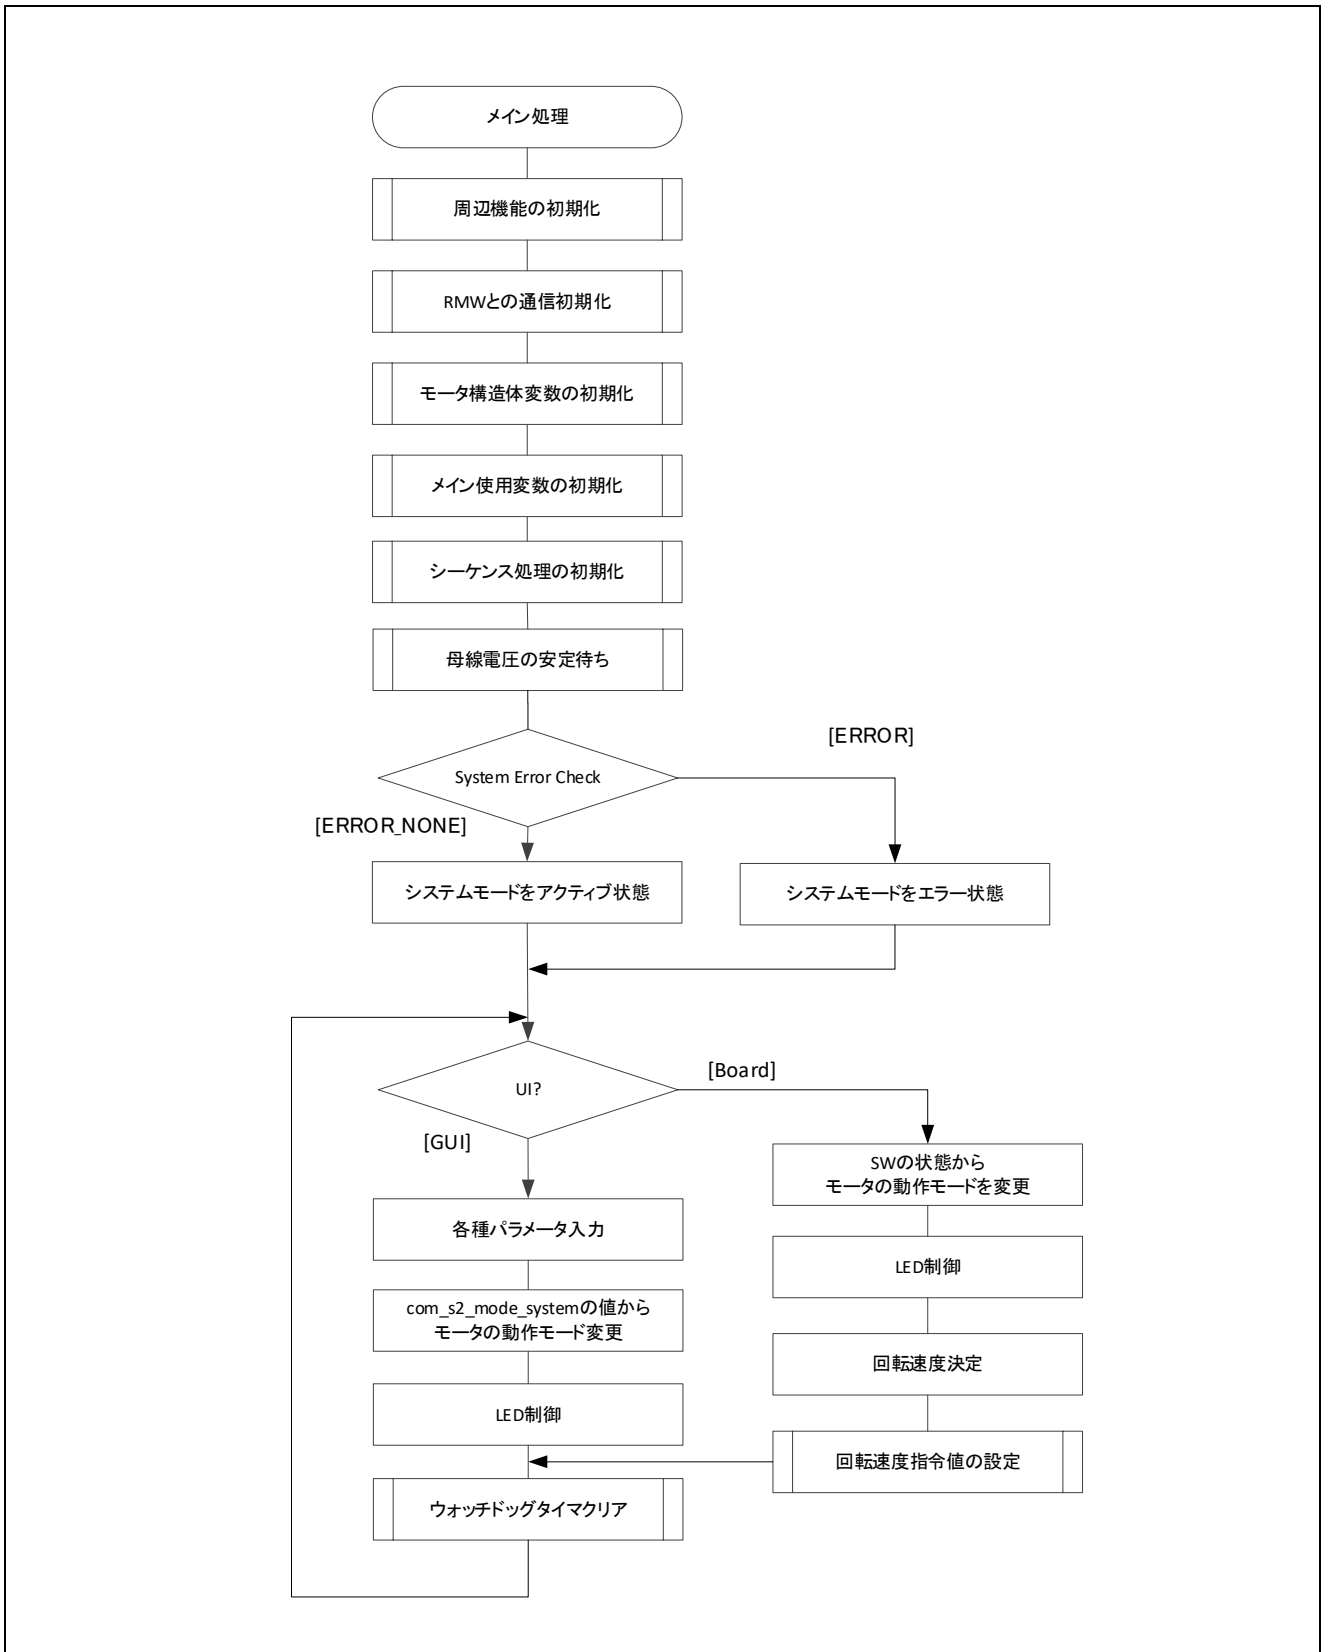 メイン処理
周辺機能の初期化
RMWとの通信初期化
モータ構造体変数の初期化
メイン使用変数の初期化
シーケンス処理の初期化
母線電圧の安定待ち
[ERROR]
System Error Check
[ERROR_NONE]
システムモードをアクティブ状態
システムモードをエラー状態
UI?
[Board]
[GUI]
SWの状態から
モータの動作モードを変更
各種パラメータ入力
LED制御
com_s2_mode_systemの値から
モータの動作モード変更
回転速度決定
LED制御
回転速度指令値の設定
ウォッチドッグタイマクリア